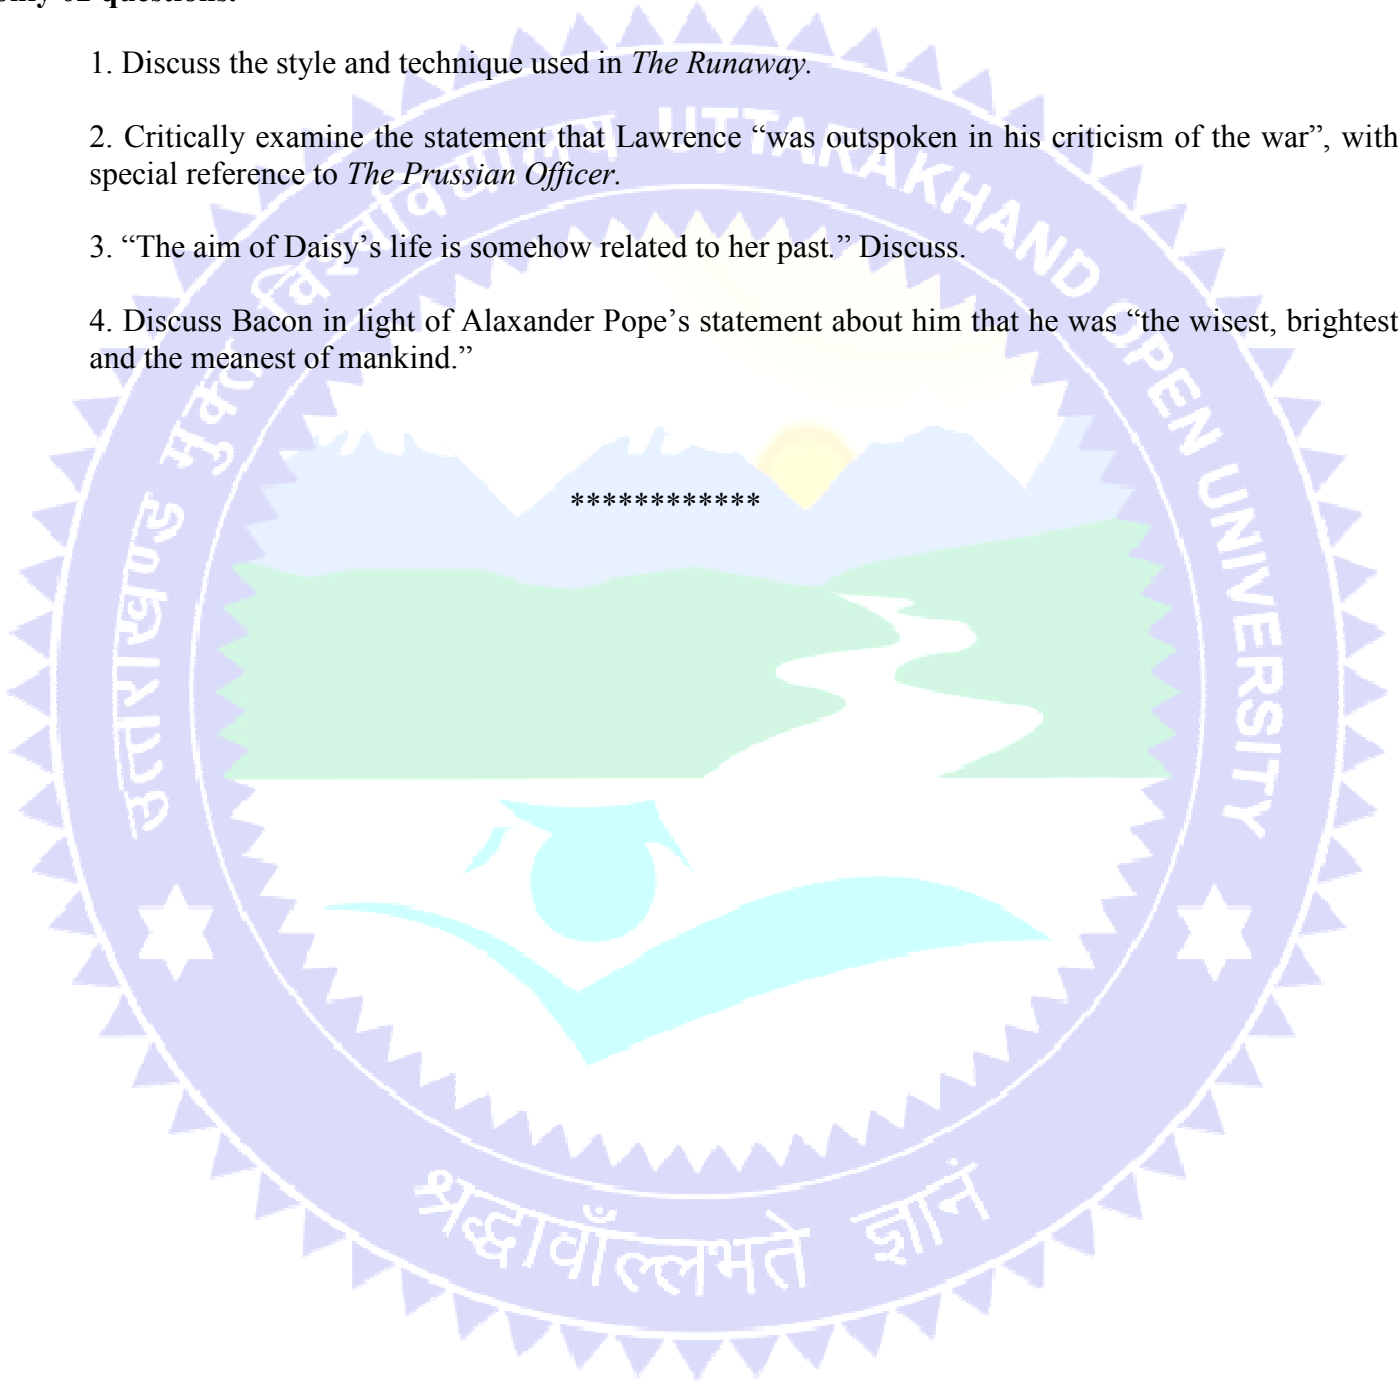 only 02 questions.
1. Discuss the style and technique used in The Runaway.
2. Critically examine the statement that Lawrence “was outspoken in his criticism of the war”, with
special reference to The Prussian Officer.
3. “The aim of Daisy’s life is somehow related to her past.” Discuss.
4. Discuss Bacon in light of Alaxander Pope’s statement about him that he was “the wisest, brightest
and the meanest of mankind.”
************
उत्तराखण्ड मुक्त विश्वविद्यालय
UTTARAKHAND OPEN UNIVERSITY
श्रद्धावाँल्लभते ज्ञानं